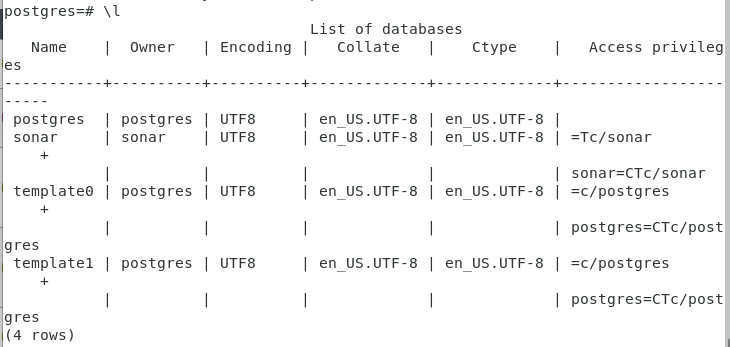 postgres=# \l
                                  List of databases
   Name    |  Owner   | Encoding |   Collate   |    Ctype    |   Access privileg
es
-----------+----------+----------+-------------+-------------+------------------
-----
 postgres  | postgres | UTF8     | en_US.UTF-8 | en_US.UTF-8 |
 sonar     | sonar    | UTF8     | en_US.UTF-8 | en_US.UTF-8 | =Tc/sonar
    +
           |          |          |             |             | sonar=CTc/sonar
 template0 | postgres | UTF8     | en_US.UTF-8 | en_US.UTF-8 | =c/postgres
    +
           |          |          |             |             | postgres=CTc/post
gres
 template1 | postgres | UTF8     | en_US.UTF-8 | en_US.UTF-8 | =c/postgres
    +
           |          |          |             |             | postgres=CTc/post
gres
(4 rows)